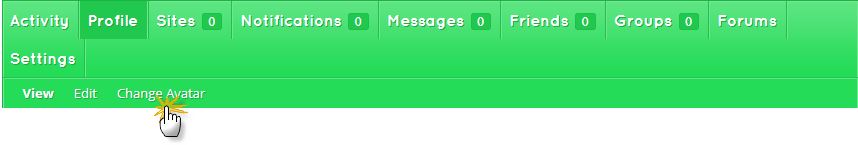 Activity Profile Sites 0 Notifications 0 Messages 0 Friends 0 Groups 0 Forums
Settings
View Edit Change Avatar